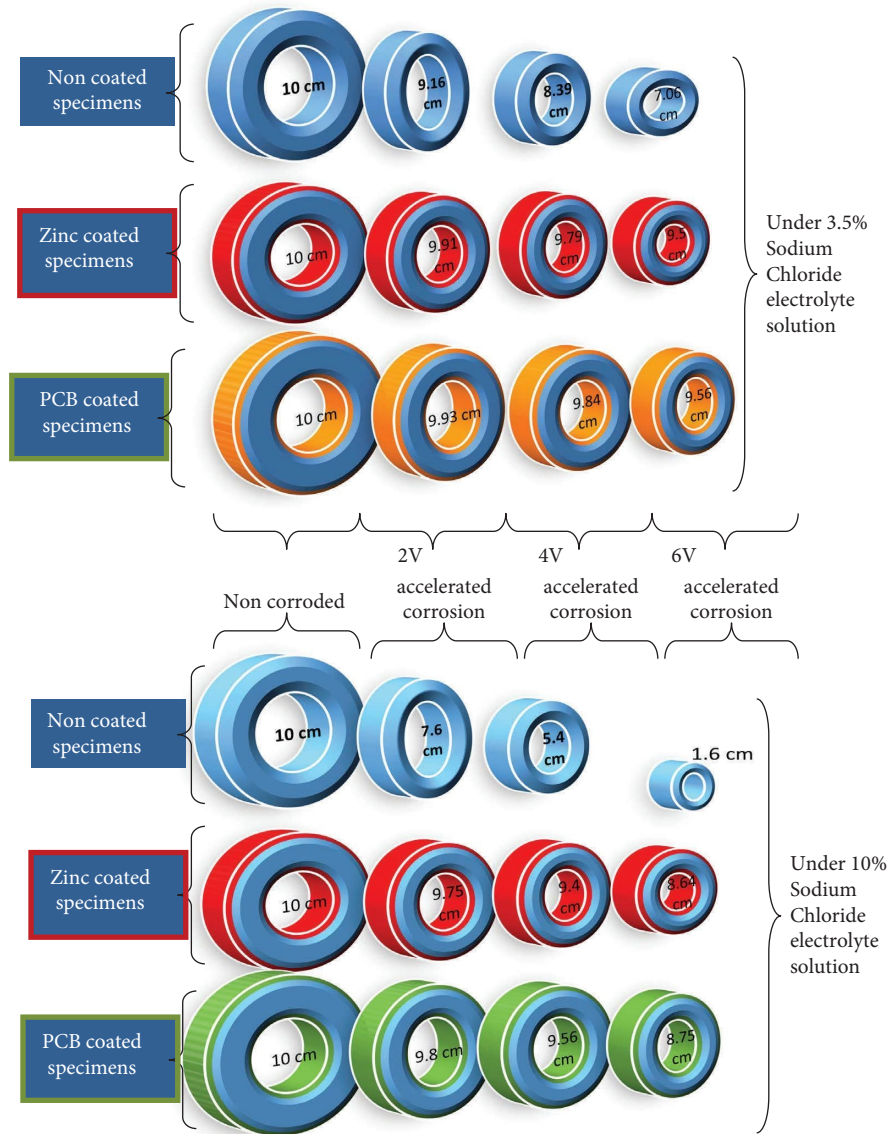 Non coated
specimens
10 cm
9.16
cm
8.39
cm
7.06
cm
Zinc coated
specimens
10 cm
9.91
cm
9.79
cm
9.5
cm
Under 3.5%
Sodium
Chloride
electrolyte
solution
PCB coated
specimens
10 cm
9.93 cm
9.84
cm
9.56
cm
Non corroded
2V
accelerated
corrosion
4V
accelerated
corrosion
6V
accelerated
corrosion
Non coated
specimens
10 cm
7.6
cm
5.4
cm
1.6 cm
Zinc coated
specimens
10 cm
9.75
cm
9.4
cm
8.64
cm
Under 10%
Sodium
Chloride
electrolyte
solution
PCB coated
specimens
10 cm
9.8 cm
9.56
cm
8.75
cm